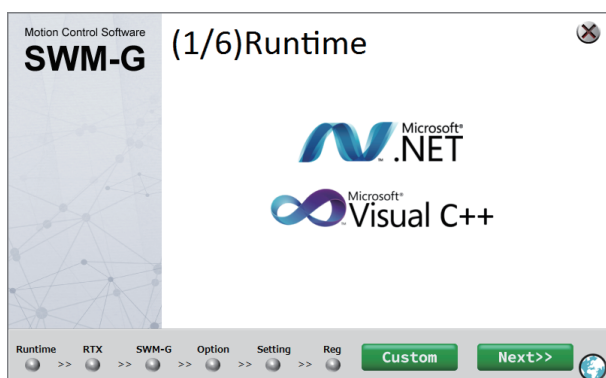 Motion Control Software
SWM-G
(1/6)Runtime
Microsoft®
.NET
Microsoft®
Visual C++
Runtime >> RTX >> SWM-G >> Option >> Setting >> Reg
Custom
Next>>